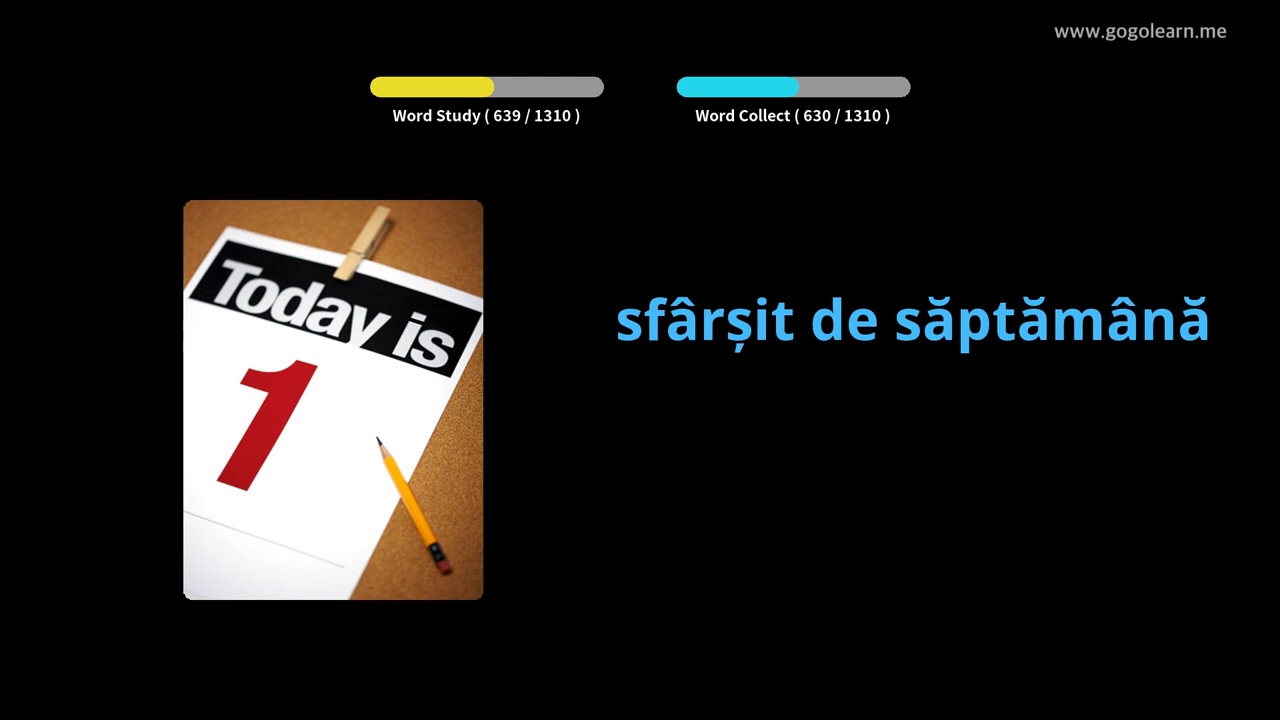 www.gogolearn.me
Word Study ( 639 / 1310 )
Word Collect ( 630 / 1310 )
Today is
1
sfârșit de săptămână